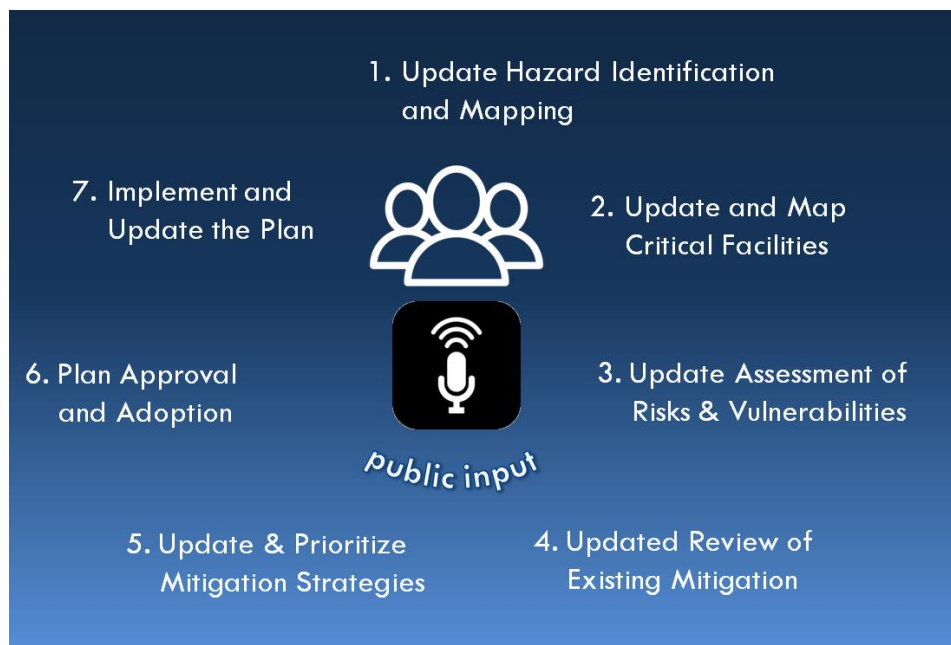 1. Update Hazard Identification
and Mapping
2. Update and Map
Critical Facilities
3. Update Assessment of
Risks & Vulnerabilities
4. Updated Review of
Existing Mitigation
5. Update & Prioritize
Mitigation Strategies
6. Plan Approval
and Adoption
7. Implement and
Update the Plan
public input